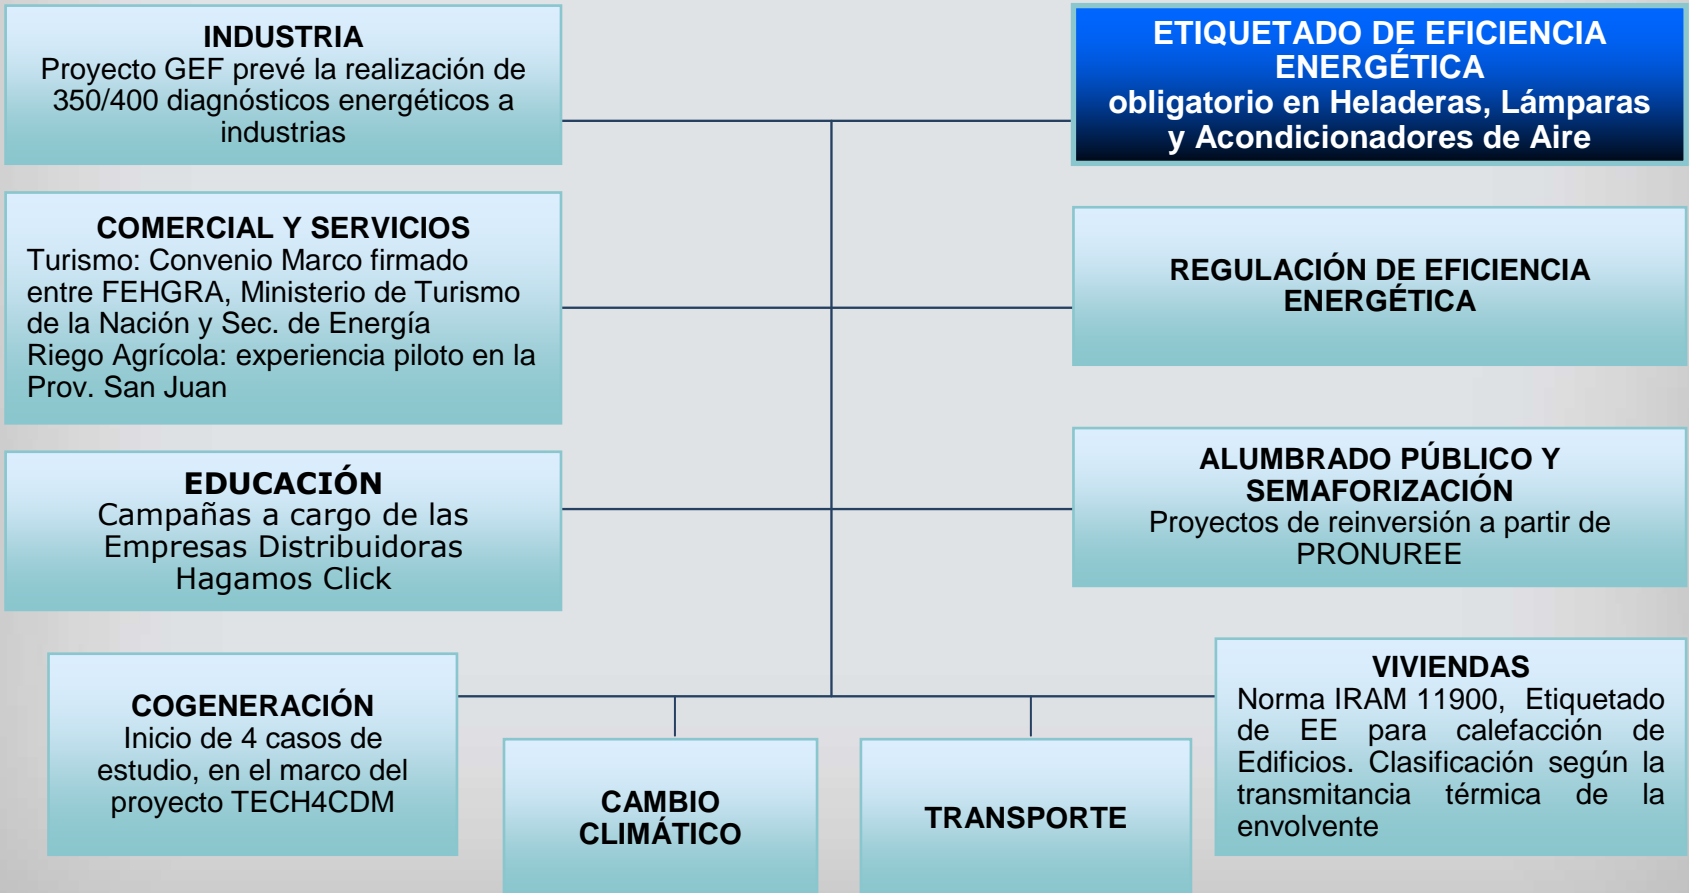 INDUSTRIA
Proyecto GEF prevé la realización de
350/400 diagnósticos energéticos a
industrias
ETIQUETADO DE EFICIENCIA
ENERGÉTICA
obligatorio en Heladeras, Lámparas
y Acondicionadores de Aire
COMERCIAL Y SERVICIOS
Turismo: Convenio Marco firmado
entre FEHGRA, Ministerio de Turismo
de la Nación y Sec. de Energía
Riego Agrícola: experiencia piloto en la
Prov. San Juan
REGULACIÓN DE EFICIENCIA
ENERGÉTICA
EDUCACIÓN
Campañas a cargo de las
Empresas Distribuidoras
Hagamos Click
ALUMBRADO PÚBLICO Y
SEMAFORIZACIÓN
Proyectos de reinversión a partir de
PRONUREE
COGENERACIÓN
Inicio de 4 casos de
estudio, en el marco del
proyecto TECH4CDM
CAMBIO
CLIMÁTICO
TRANSPORTE
VIVIENDAS
Norma IRAM 11900, Etiquetado
de EE para calefacción de
Edificios. Clasificación según la
transmitancia térmica de la
envolvente